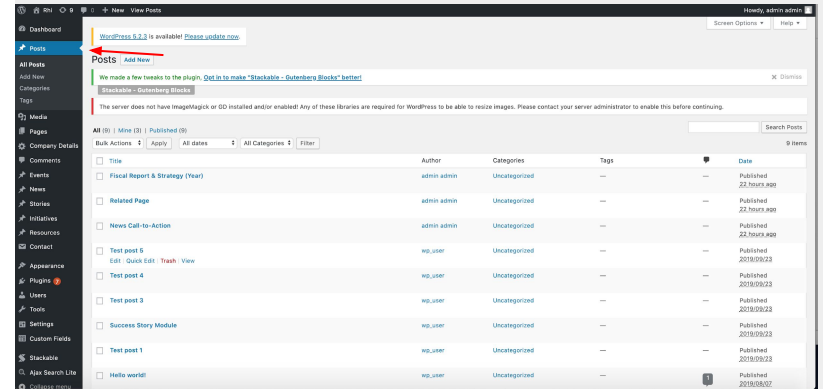 Rhi 9 0 + New View Posts Howdy, admin admin
Screen Options Help
Dashboard
WordPress 5.2.3 is available! Please update now.
Posts
Posts Add New
All Posts
Add New
Categories
Tags
We made a few tweaks to the plugin, Opt in to make "Stackable - Gutenberg Blocks" better! Dismiss
Stackable - Gutenberg Blocks
The server does not have ImageMagick or GD installed and/or enabled! Any of these libraries are required for WordPress to be able to resize images. Please contact your server administrator to enable this before continuing.
Media
Pages
Company Details
Comments
Events
News
Stories
Initiatives
Resources
Contact
Appearance
Plugins 7
Users
Tools
Settings
Custom Fields
Stackable
Ajax Search Lite
Collapse menu
All (9) | Mine (3) | Published (9) Search Posts
Bulk Actions Apply All dates All Categories Filter 9 items
Title Author Categories Tags Date
Fiscal Report & Strategy (Year) admin admin Uncategorized — — Published
22 hours ago
Related Page admin admin Uncategorized — — Published
22 hours ago
News Call-to-Action admin admin Uncategorized — — Published
22 hours ago
Test post 5 wp_user Uncategorized — — Published
Edit | Quick Edit | Trash | View 2019/09/23
Test post 4 wp_user Uncategorized — — Published
2019/09/23
Test post 3 wp_user Uncategorized — — Published
2019/09/23
Success Story Module wp_user Uncategorized — — Published
2019/09/23
Test post 1 wp_user Uncategorized — — Published
2019/09/23
Hello world! wp_user Uncategorized — 1 Published
2019/08/07